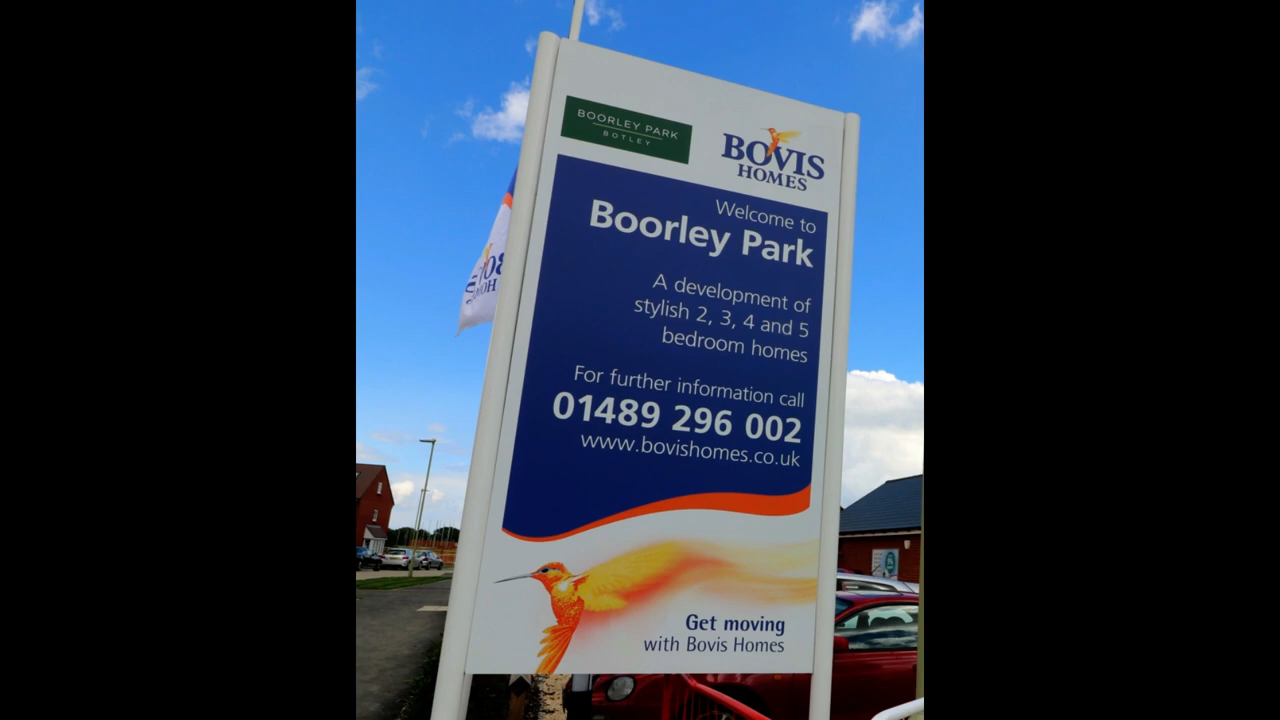 BOORLEY PARK
BOTLEY
BOVIS
HOMES
Welcome to
Boorley Park
A development of
stylish 2, 3, 4 and 5
bedroom homes
For further information call
01489 296 002
www.bovishomes.co.uk
Get moving
with Bovis Homes